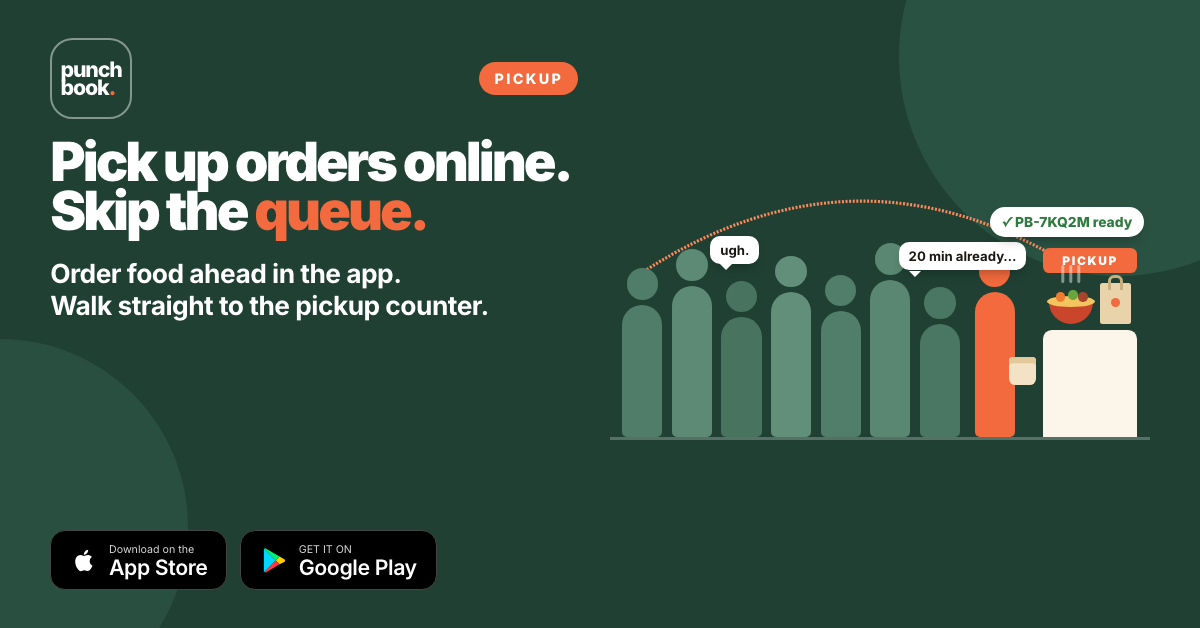 punch
book.
PICKUP
Pick up orders online.
Skip the queue.
Order food ahead in the app.
Walk straight to the pickup counter.
✓PB-7KQ2M ready
ugh.
20 min already...
PICKUP
Download on the
App Store
GET IT ON
Google Play